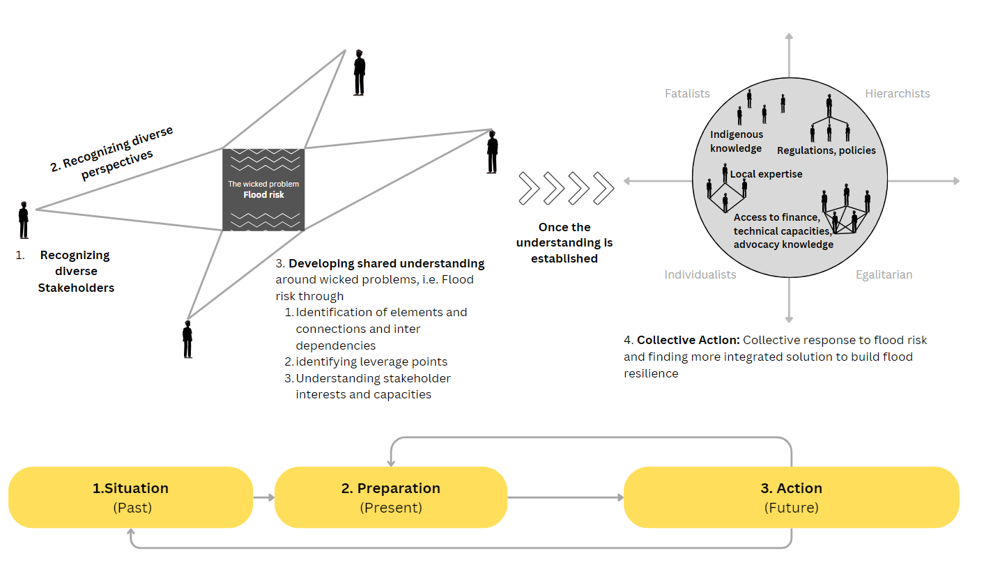 2. Recognizing diverse
perspectives
The wicked problem
Flood risk
1. Recognizing
diverse
Stakeholders
3. Developing shared understanding
around wicked problems, i.e. Flood
risk through
1. Identification of elements and
connections and inter
dependencies
2. identifying leverage points
3. Understanding stakeholder
interests and capacities
Once the
understanding is
established
Fatalists
Hierarchists
Indigenous
knowledge
Regulations, policies
Local expertise
Access to finance,
technical capacities,
advocacy knowledge
Individualists
Egalitarian
4. Collective Action: Collective response to flood risk
and finding more integrated solution to build flood
resilience
1.Situation
(Past)
2. Preparation
(Present)
3. Action
(Future)